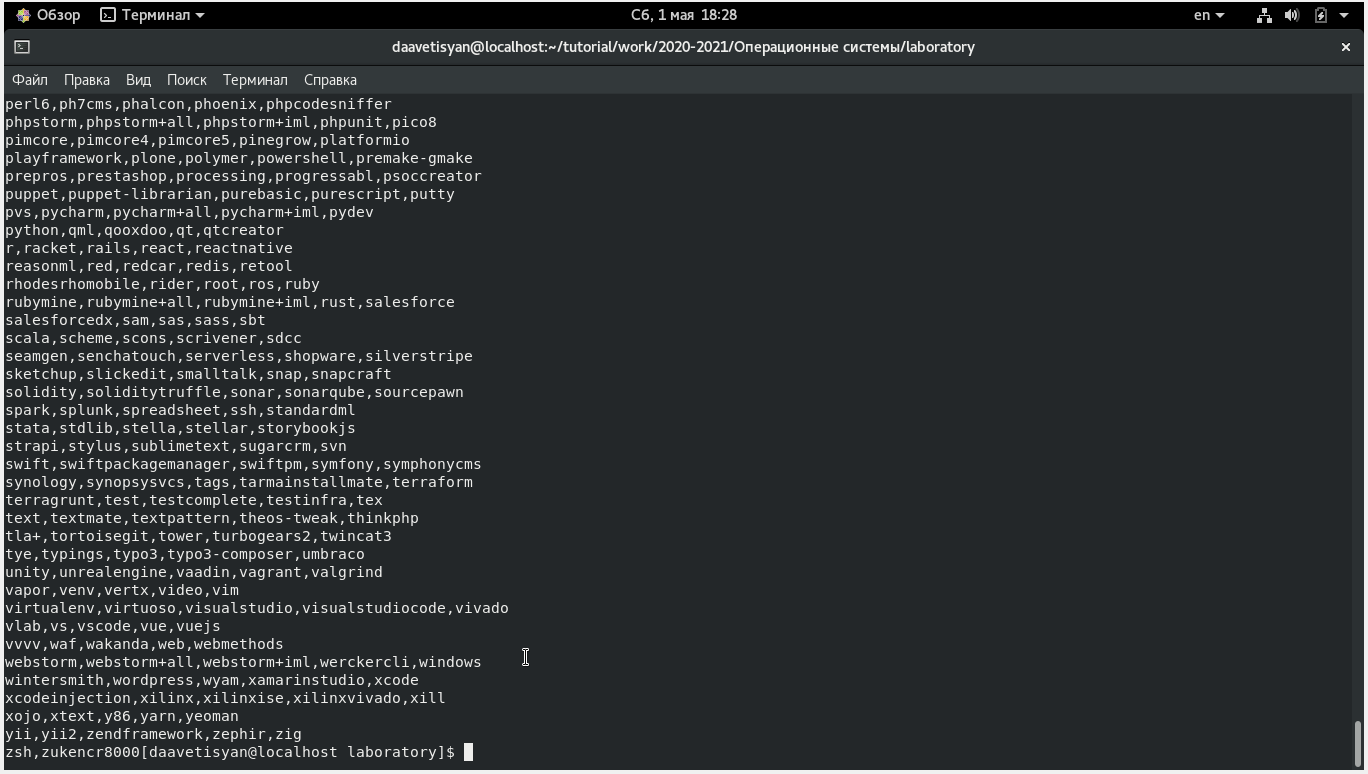 Обзор Терминал Сб, 1 мая 18:28 en
daavetisyan@localhost:~/tutorial/work/2020-2021/Операционные системы/laboratory
Файл Правка Вид Поиск Терминал Справка
perl6,ph7cms,phalcon,phoenix,phpcodesniffer
phpstorm,phpstorm+all,phpstorm+iml,phpunit,pico8
pimcore,pimcore4,pimcore5,pinegrow,platformio
playframework,plone,polymer,powershell,premake-gmake
prepros,prestashop,processing,progressabl,psoccreator
puppet,puppet-librarian,purebasic,purescript,putty
pvs,pycharm,pycharm+all,pycharm+iml,pydev
python,qml,qooxdoo,qt,qtcreator
r,racket,rails,react,reactnative
reasonml,red,redcar,redis,retool
rhodesrhomobile,rider,root,ros,ruby
rubymine,rubymine+all,rubymine+iml,rust,salesforce
salesforcedx,sam,sas,sass,sbt
scala,scheme,scons,scrivener,sdcc
seamgen,senchatouch,serverless,shopware,silverstripe
sketchup,slickedit,smalltalk,snap,snapcraft
solidity,soliditytruffle,sonar,sonarqube,sourcepawn
spark,splunk,spreadsheet,ssh,standardml
stata,stdlib,stella,stellar,storybookjs
strapi,stylus,sublimetext,sugarcrm,svn
swift,swiftpackagemanager,swiftpm,symfony,symphonycms
synology,synopsysvcs,tags,tarmainstallmate,terraform
terragrunt,test,testcomplete,testinfra,tex
text,textmate,textpattern,theos-tweak,thinkphp
tla+,tortoisegit,tower,turbogears2,twincat3
tye,typings,typo3,typo3-composer,umbraco
unity,unrealengine,vaadin,vagrant,valgrind
vapor,venv,vertx,video,vim
virtualenv,virtuoso,visualstudio,visualstudiocode,vivado
vlab,vs,vscode,vue,vuejs
vvvv,waf,wakanda,web,webmethods
webstorm,webstorm+all,webstorm+iml,werckercli,windows
wintersmith,wordpress,wyam,xamarinstudio,xcode
xcodeinjection,xilinx,xilinxise,xilinxvivado,xill
xojo,xtext,y86,yarn,yeoman
yii,yii2,zendframework,zephir,zig
zsh,zukencr8000[daavetisyan@localhost laboratory]$